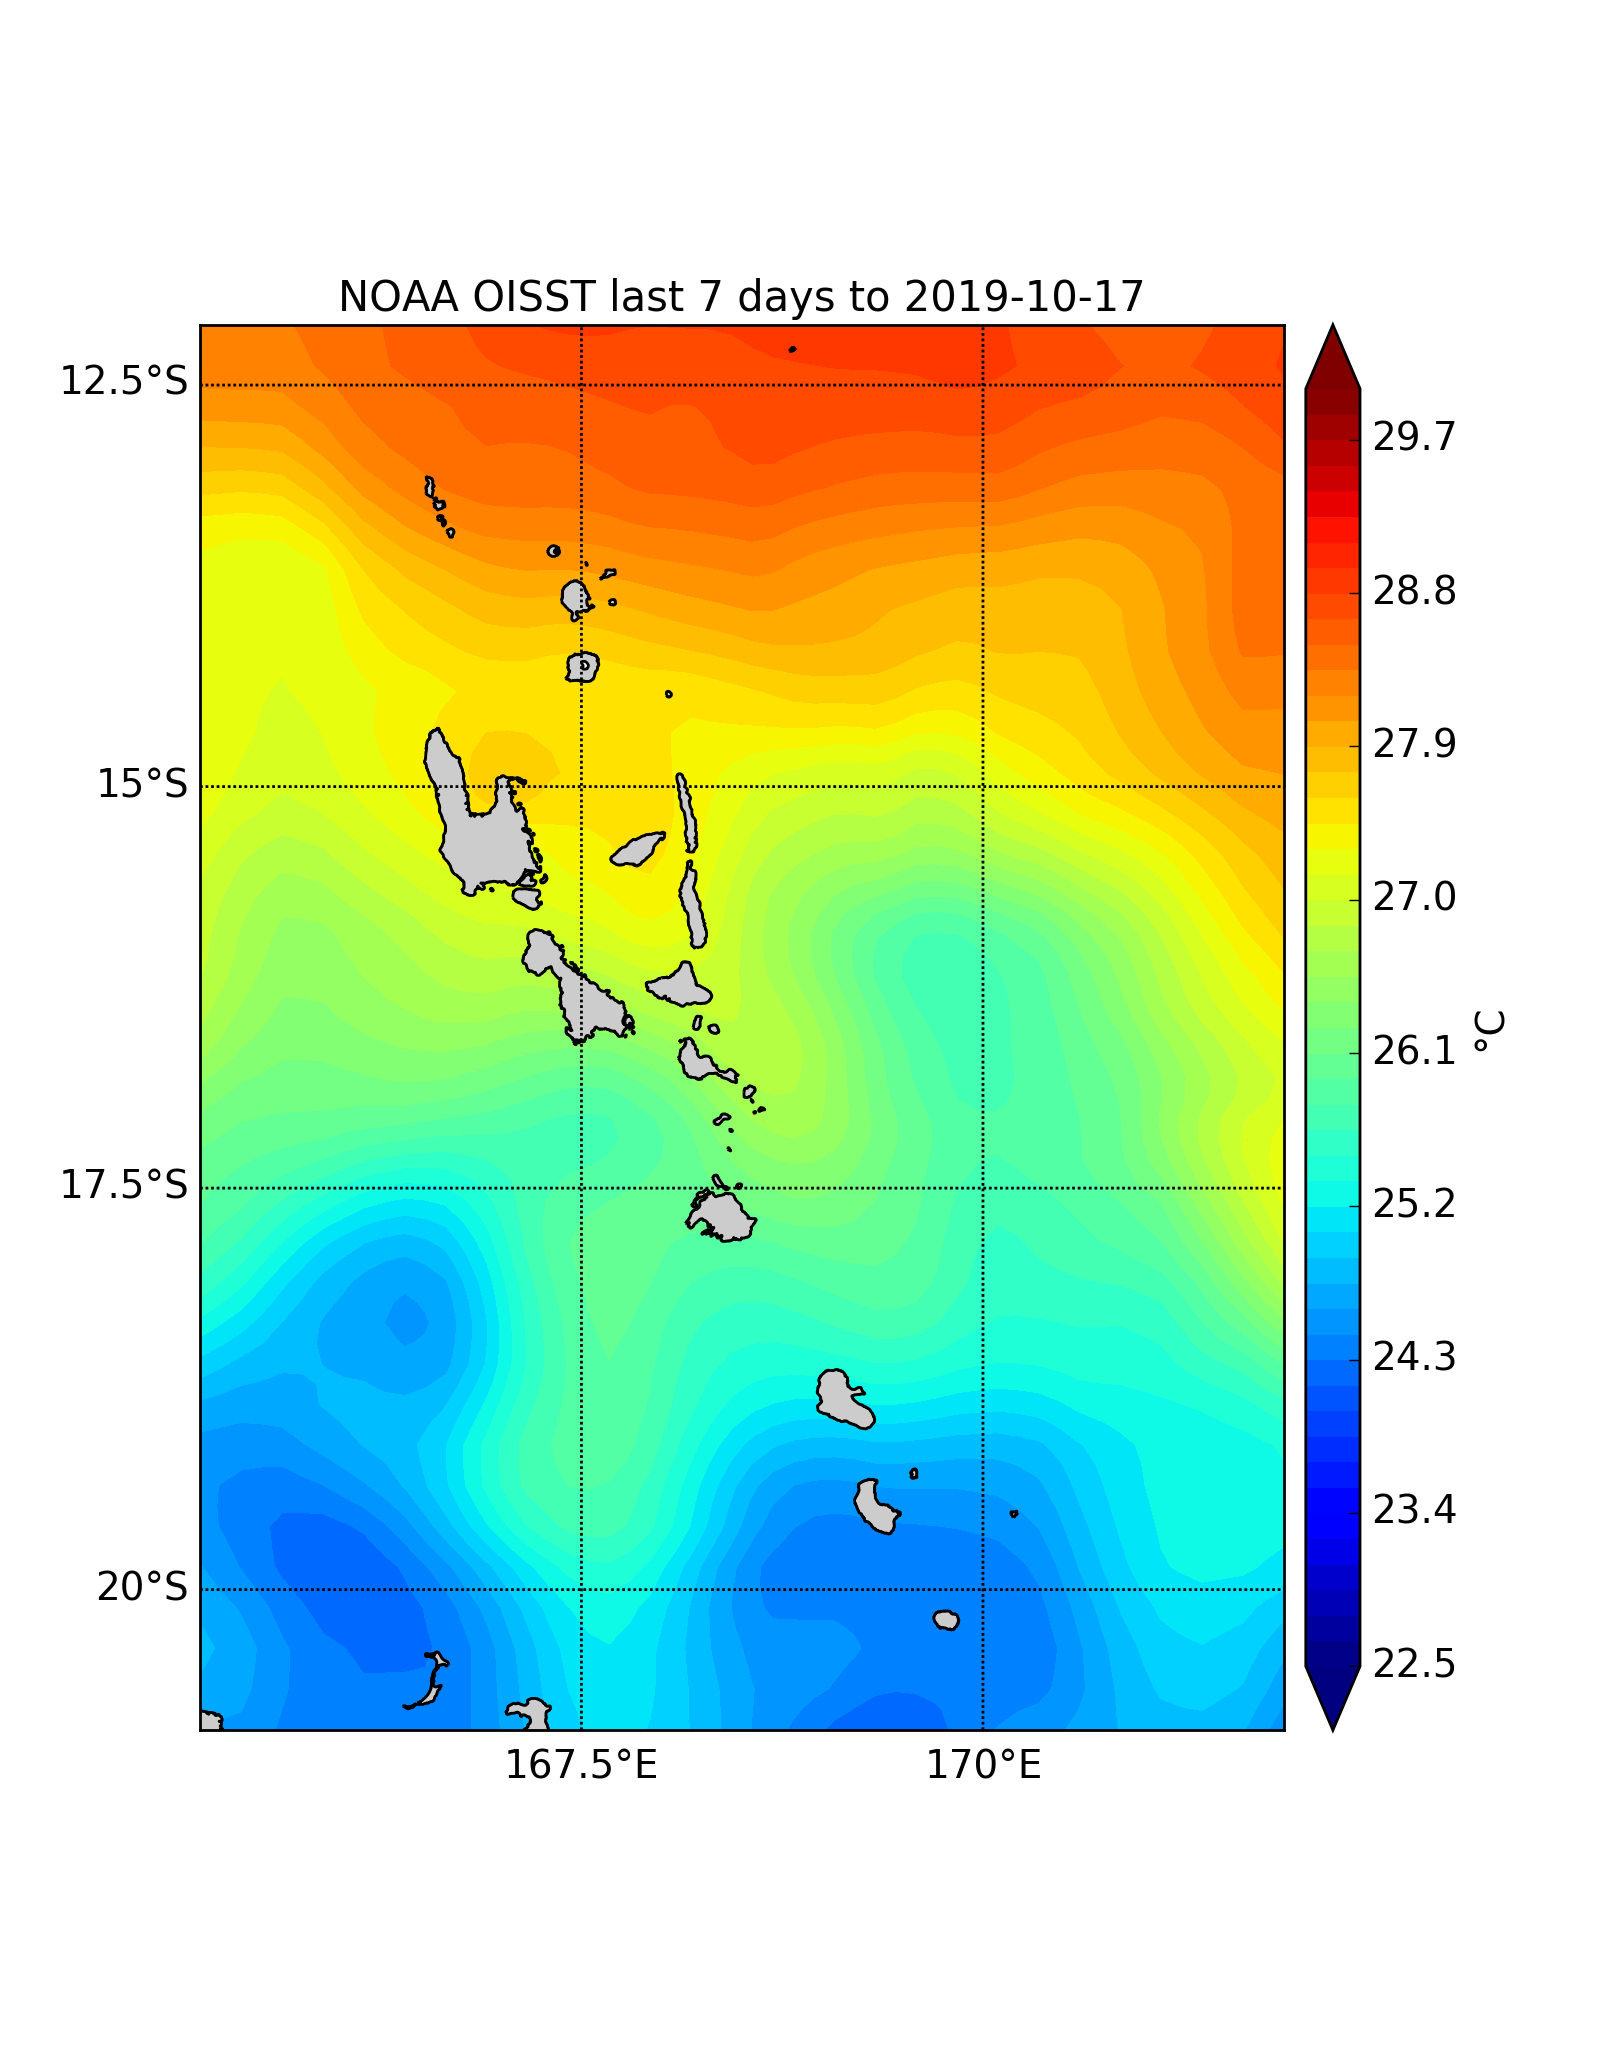 NOAA OISST last 7 days to 2019-10-17
12.5°S
15°S
17.5°S
20°S
167.5°E
170°E
29.7
28.8
27.9
27.0
26.1
25.2
24.3
23.4
22.5
°C